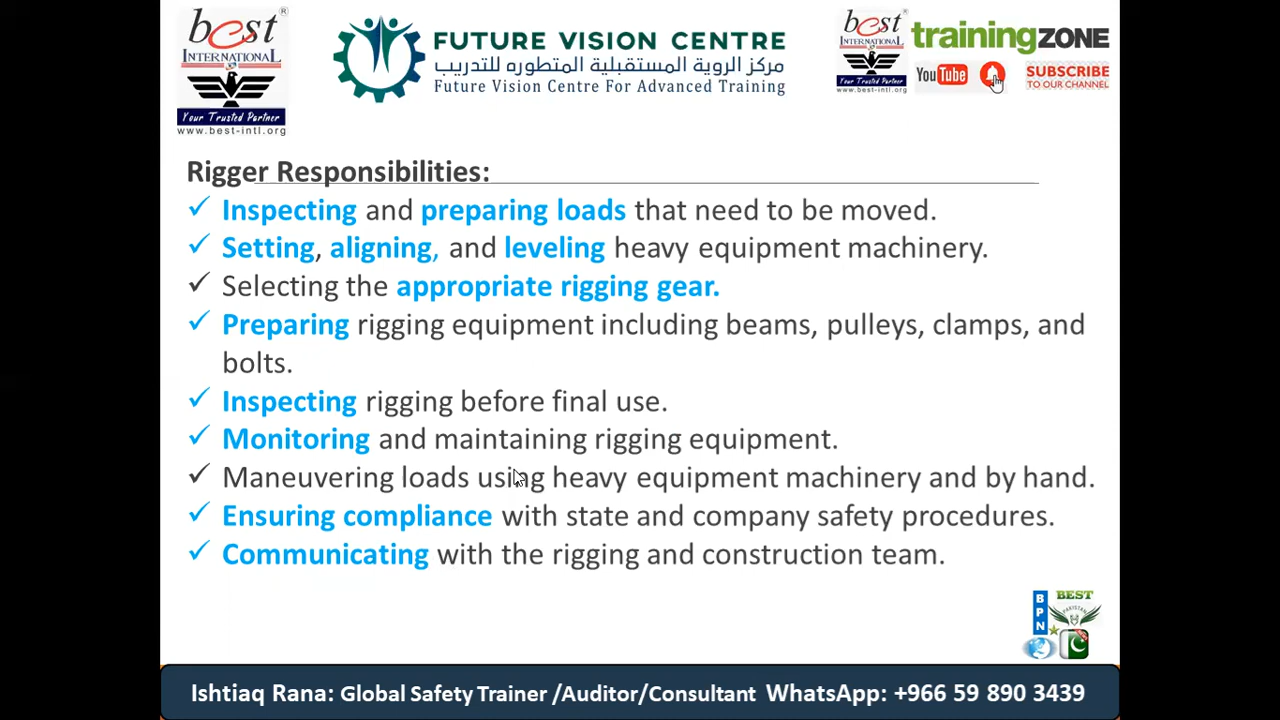 best
INTERNATIONAL
Your Trusted Partner
www.best-intl.org
FUTURE VISION CENTRE
مركز الروية المستقبلية المتطوره للتدريب
Future Vision Centre For Advanced Training
best
INTERNATIONAL
Your Trusted Partner
www.best-intl.org
trainingZONE
YouTube
SUBSCRIBE
TO OUR CHANNEL
Rigger Responsibilities:
✓ Inspecting and preparing loads that need to be moved.
✓ Setting, aligning, and leveling heavy equipment machinery.
✓ Selecting the appropriate rigging gear.
✓ Preparing rigging equipment including beams, pulleys, clamps, and
bolts.
✓ Inspecting rigging before final use.
✓ Monitoring and maintaining rigging equipment.
✓ Maneuvering loads using heavy equipment machinery and by hand.
✓ Ensuring compliance with state and company safety procedures.
✓ Communicating with the rigging and construction team.
BPN
BEST
PAKISTAN
Ishtiaq Rana: Global Safety Trainer /Auditor/Consultant WhatsApp: +966 59 890 3439